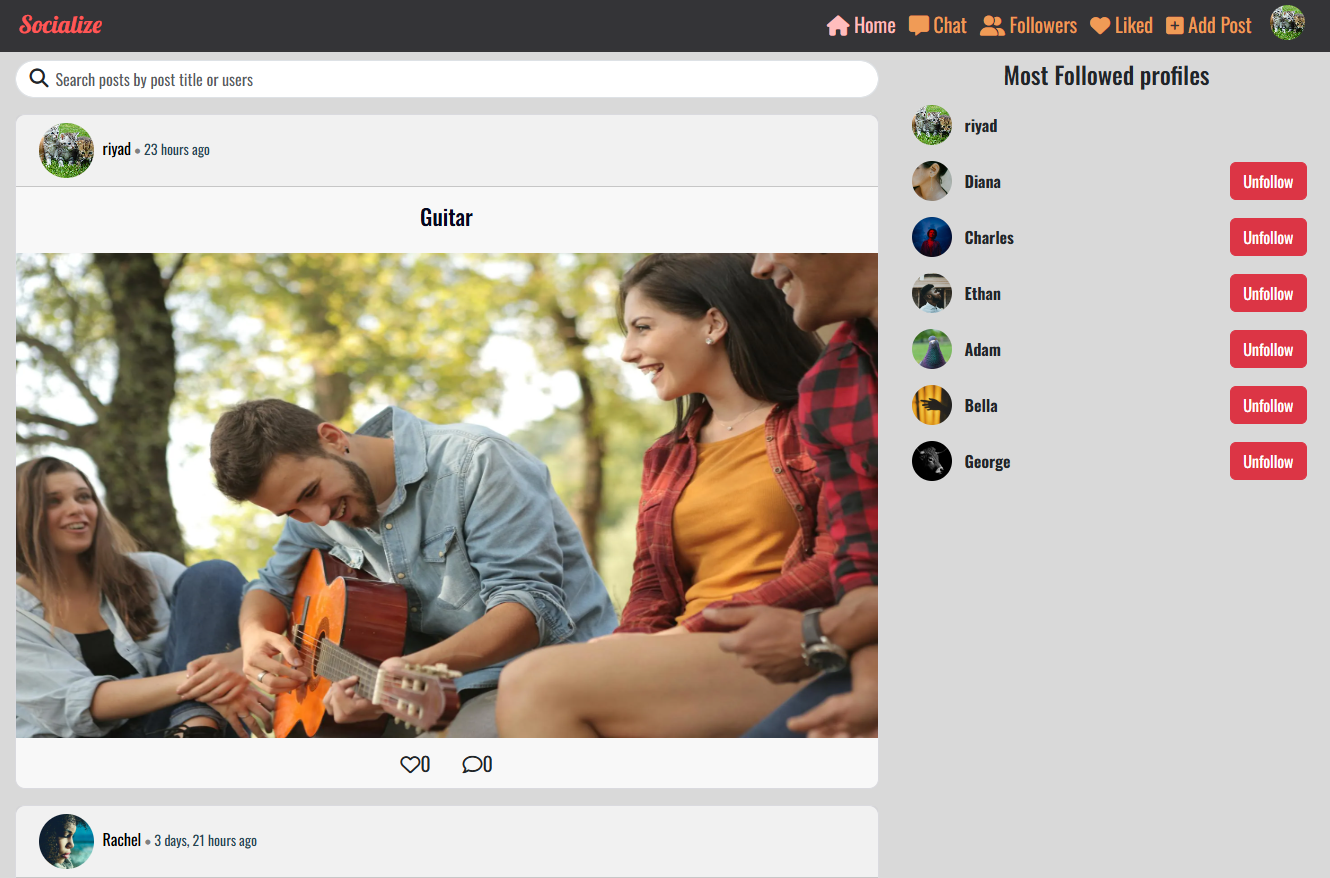 Socialize
Home Chat Followers Liked Add Post
Search posts by post title or users
riyad • 23 hours ago
Guitar
0 0
Rachel • 3 days, 21 hours ago
Most Followed profiles
riyad
Diana Unfollow
Charles Unfollow
Ethan Unfollow
Adam Unfollow
Bella Unfollow
George Unfollow